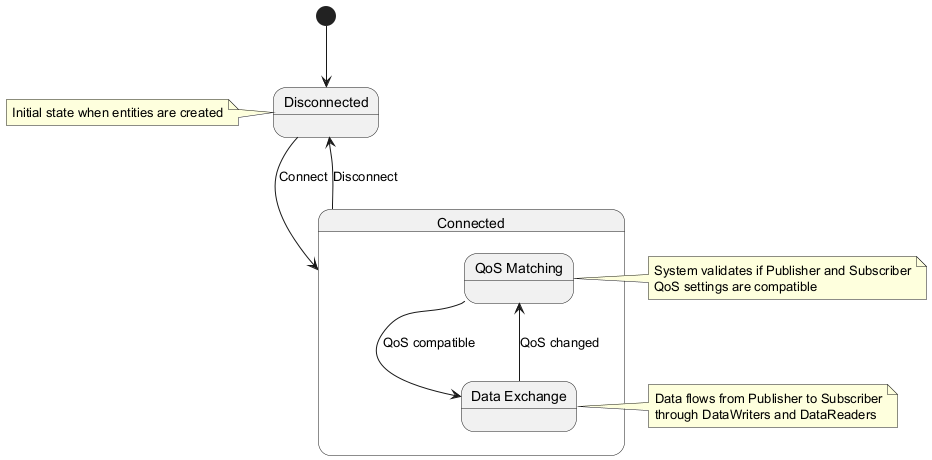 Disconnected
Initial state when entities are created
Connect
Disconnect
Connected
QoS Matching
System validates if Publisher and Subscriber
QoS settings are compatible
QoS compatible
QoS changed
Data Exchange
Data flows from Publisher to Subscriber
through DataWriters and DataReaders